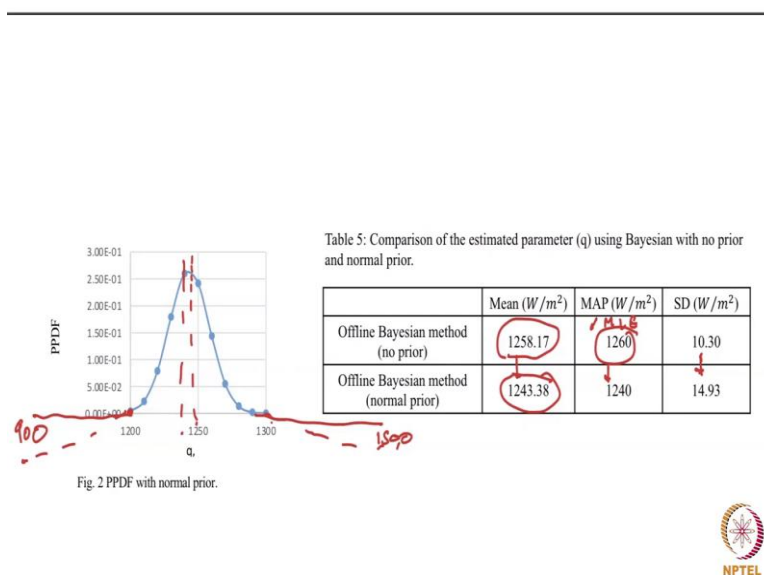 Table 5: Comparison of the estimated parameter (q) using Bayesian with no prior
and normal prior.
Mean (W/m²) MAP (W/m²) SD (W/m²)
MLE
Offline Bayesian method
(no prior)
1258.17 1260 10.30
Offline Bayesian method
(normal prior)
1243.38 1240 14.93
PPDF
3.00E-01
2.50E-01
2.00E-01
1.50E-01
1.00E-01
5.00E-02
0.00E+00
1200 1250 1300
q,
900
1500
Fig. 2 PPDF with normal prior.
NPTEL